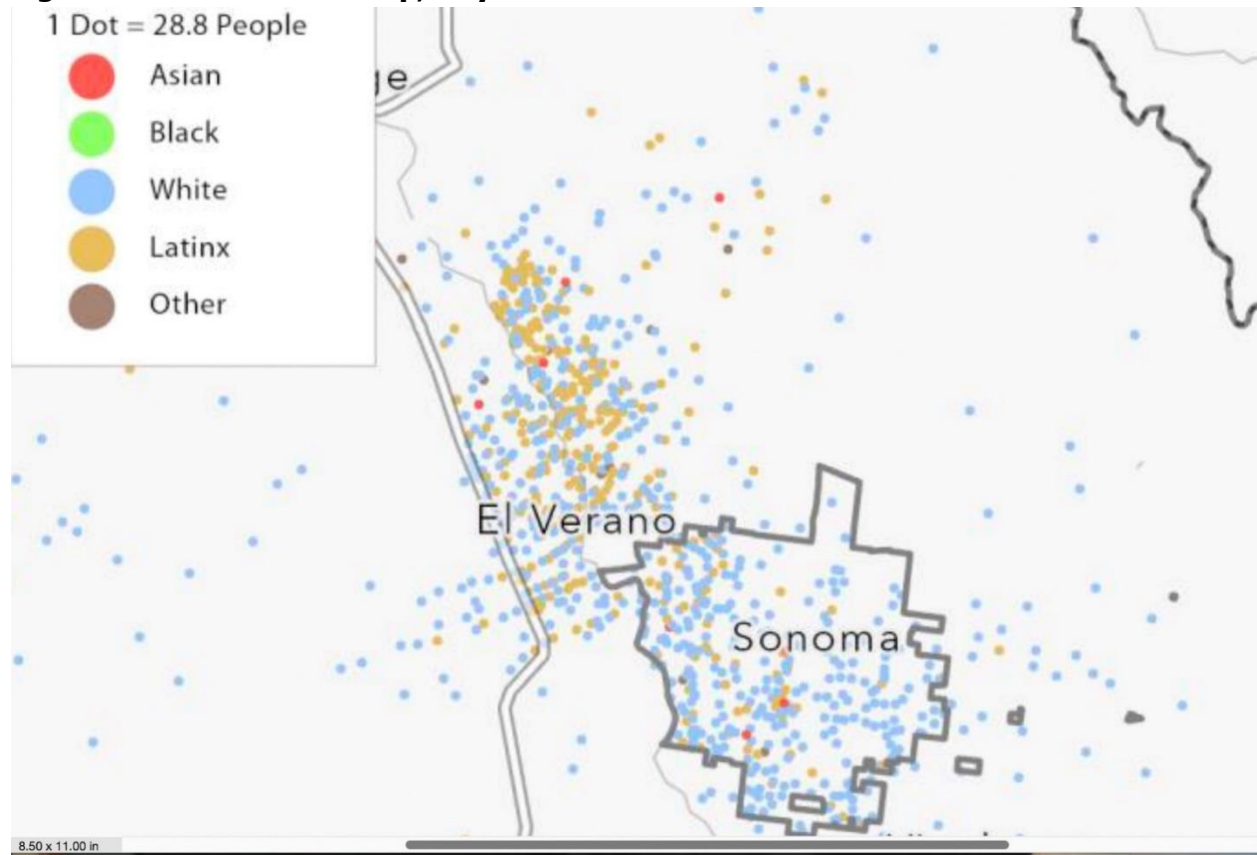 1 Dot = 28.8 People
Asian
Black
White
Latinx
Other
El Verano
Sonoma
8.50 x 11.00 in